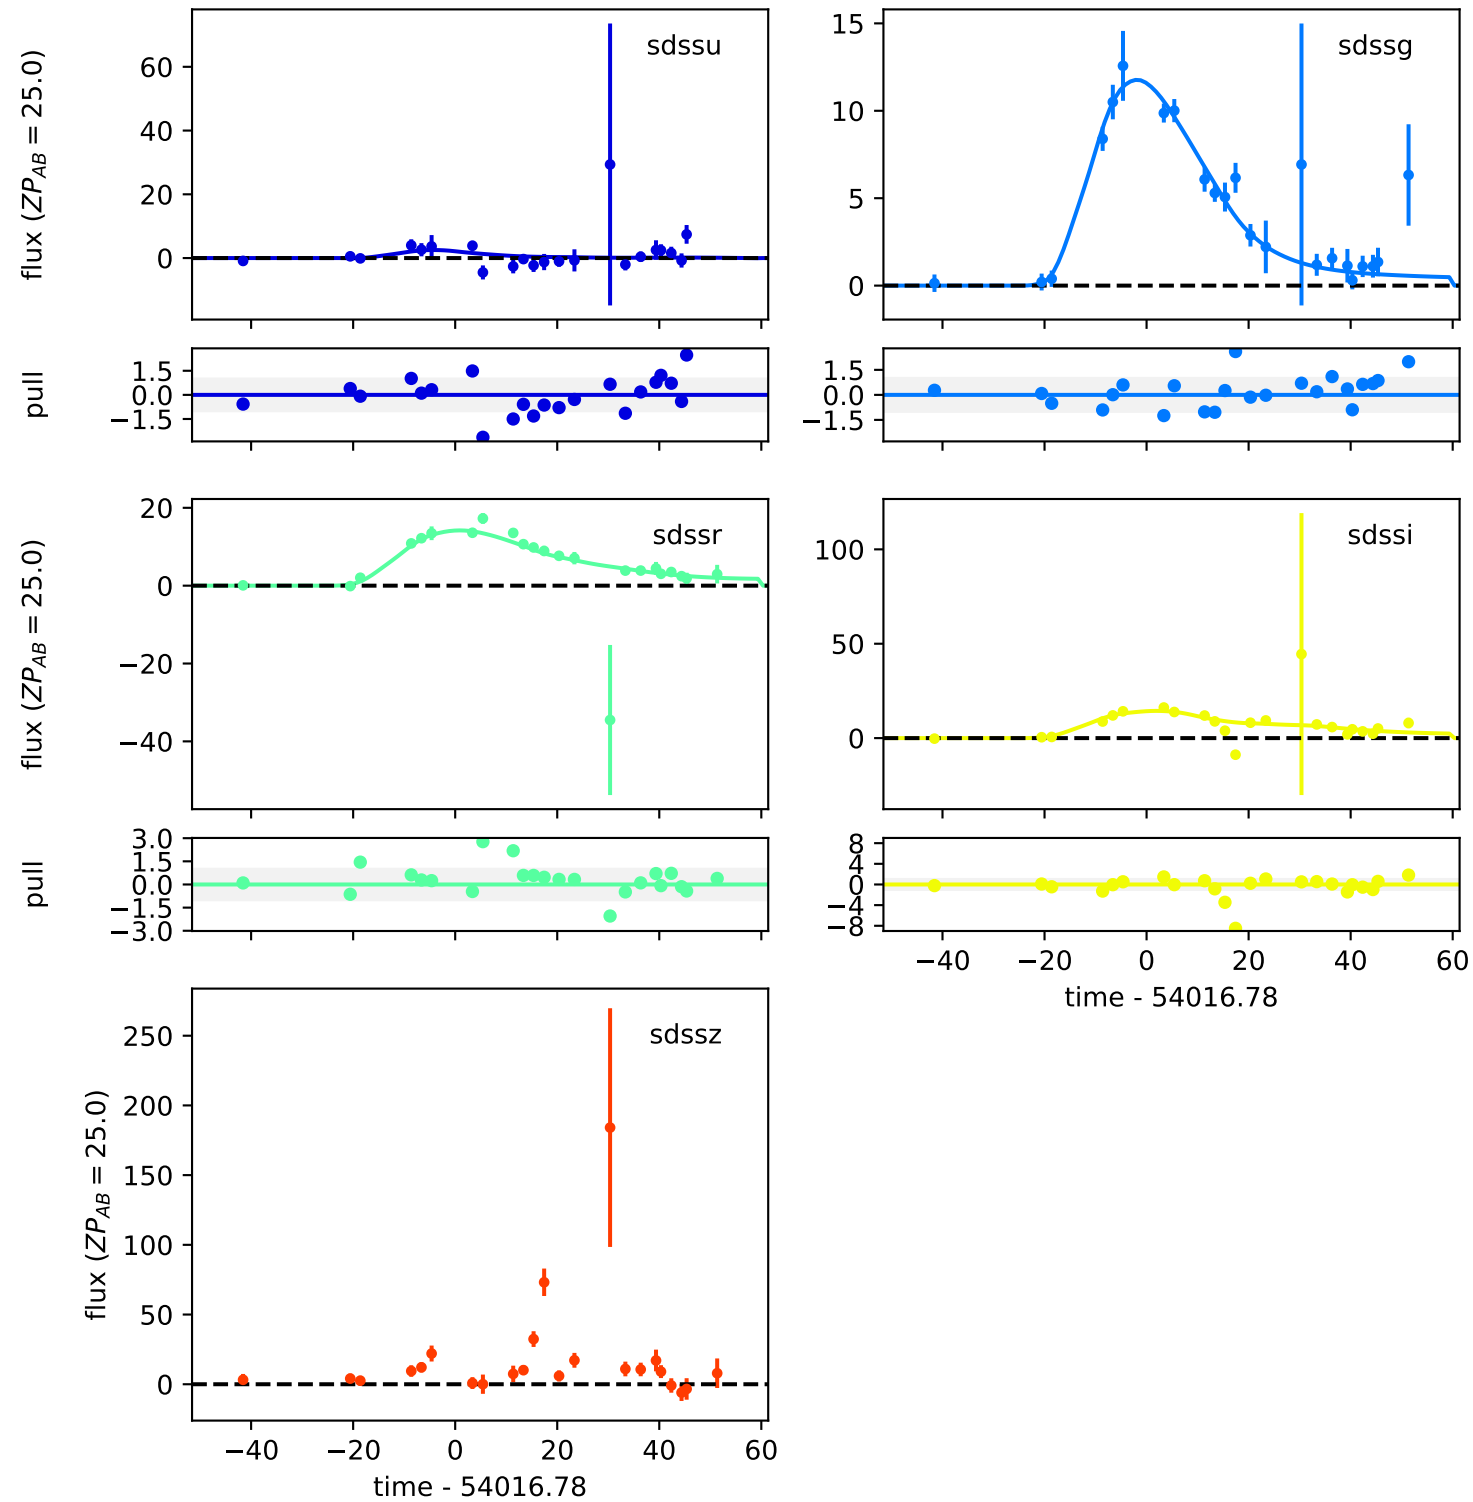 flux (ZP_AB = 25.0)
60
40
20
0
sdssu
15
10
5
0
sdssg
pull
1.5
0.0
−1.5
1.5
0.0
−1.5
flux (ZP_AB = 25.0)
20
0
−20
−40
sdssr
100
50
0
sdssi
pull
3.0
1.5
0.0
−1.5
−3.0
8
4
0
−4
−8
−40 −20 0 20 40 60
time - 54016.78
flux (ZP_AB = 25.0)
250
200
150
100
50
0
sdssz
−40 −20 0 20 40 60
time - 54016.78